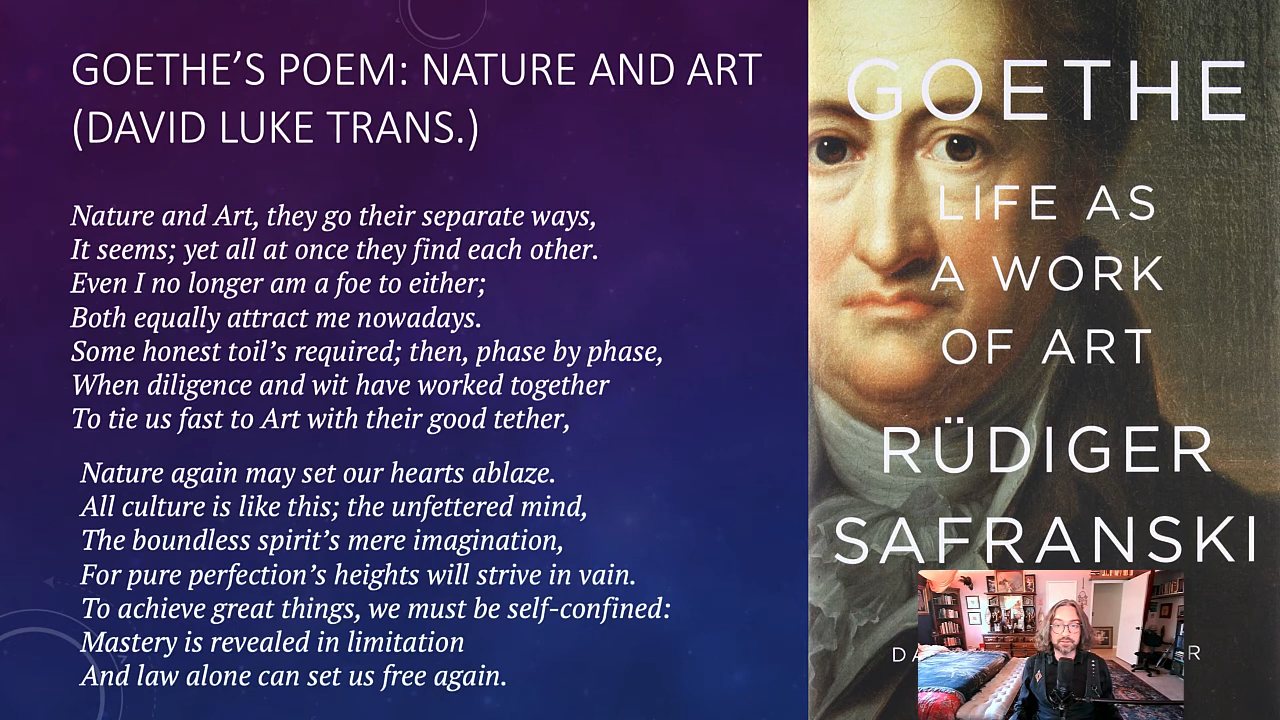 GOETHE'S POEM: NATURE AND ART
(DAVID LUKE TRANS.)
Nature and Art, they go their separate ways,
It seems; yet all at once they find each other.
Even I no longer am a foe to either;
Both equally attract me nowadays.
Some honest toil's required; then, phase by phase,
When diligence and wit have worked together
To tie us fast to Art with their good tether,
Nature again may set our hearts ablaze.
All culture is like this; the unfettered mind,
The boundless spirit's mere imagination,
For pure perfection's heights will strive in vain.
To achieve great things, we must be self-confined:
Mastery is revealed in limitation
And law alone can set us free again.
GOETHE
LIFE AS
A WORK
OF ART
RÜDIGER
SAFRANSKI